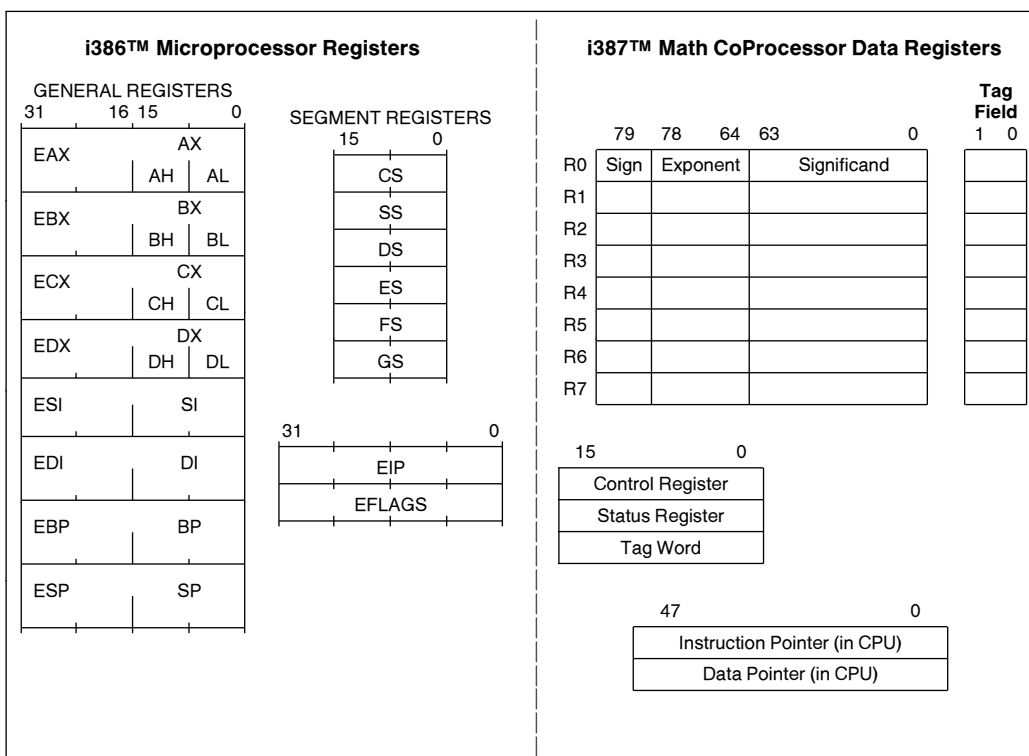 i386™ Microprocessor Registers
GENERAL REGISTERS
31 16 15 0
EAX AX
AH AL
EBX BX
BH BL
ECX CX
CH CL
EDX DX
DH DL
ESI SI
EDI DI
EBP BP
ESP SP
SEGMENT REGISTERS
15 0
CS
SS
DS
ES
FS
GS
31 0
EIP
EFLAGS
i387™ Math CoProcessor Data Registers
Tag
Field
79 78 64 63 0 1 0
R0 Sign Exponent Significand
R1
R2
R3
R4
R5
R6
R7
15 0
Control Register
Status Register
Tag Word
47 0
Instruction Pointer (in CPU)
Data Pointer (in CPU)